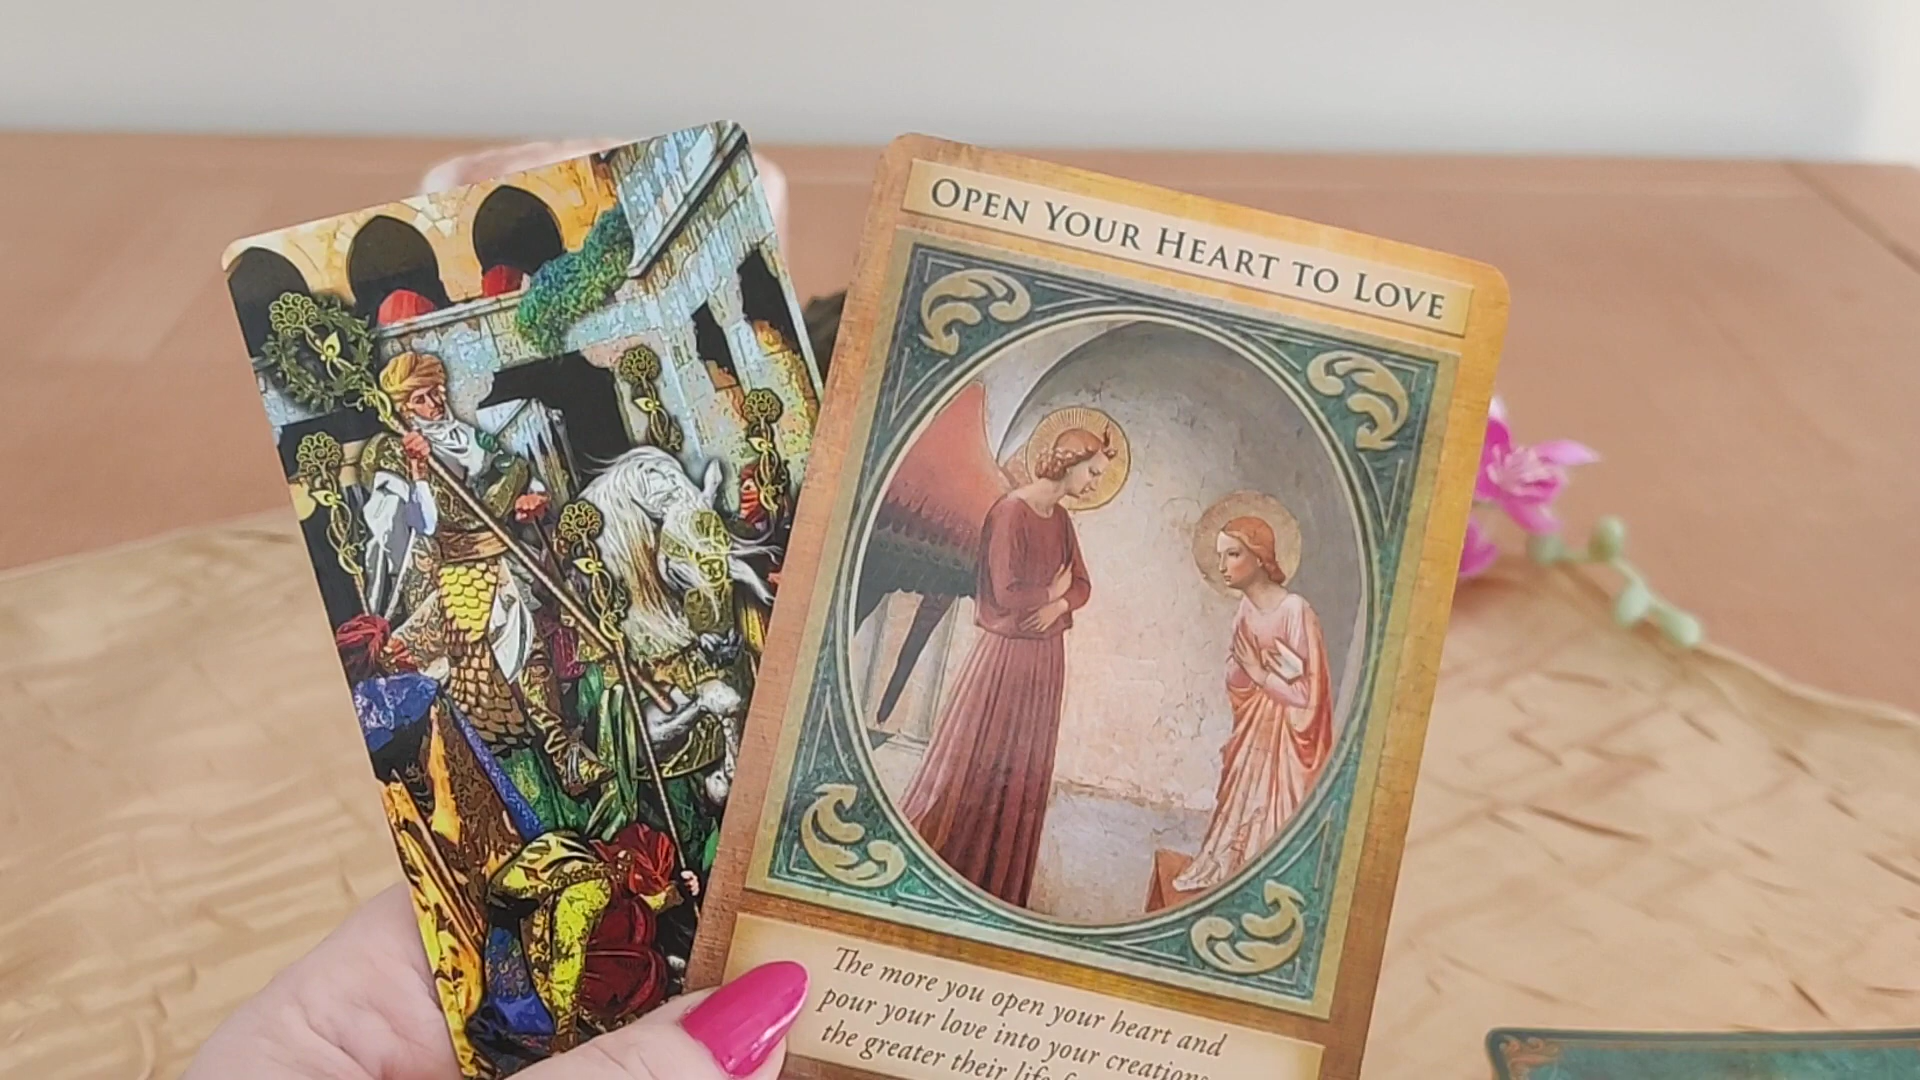 OPEN YOUR HEART TO LOVE
The more you open your heart and
pour your love into your creations
the greater their life